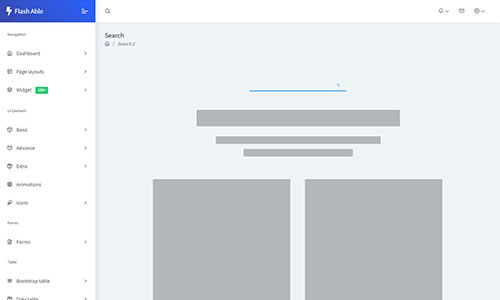 Flash Able
Navigation
Dashboard
Page layouts
Widget 100+
UI Element
Basic
Advance
Extra
Animations
Icons
Forms
Forms
Table
Bootstrap table
Data table
Search
/ Search 2